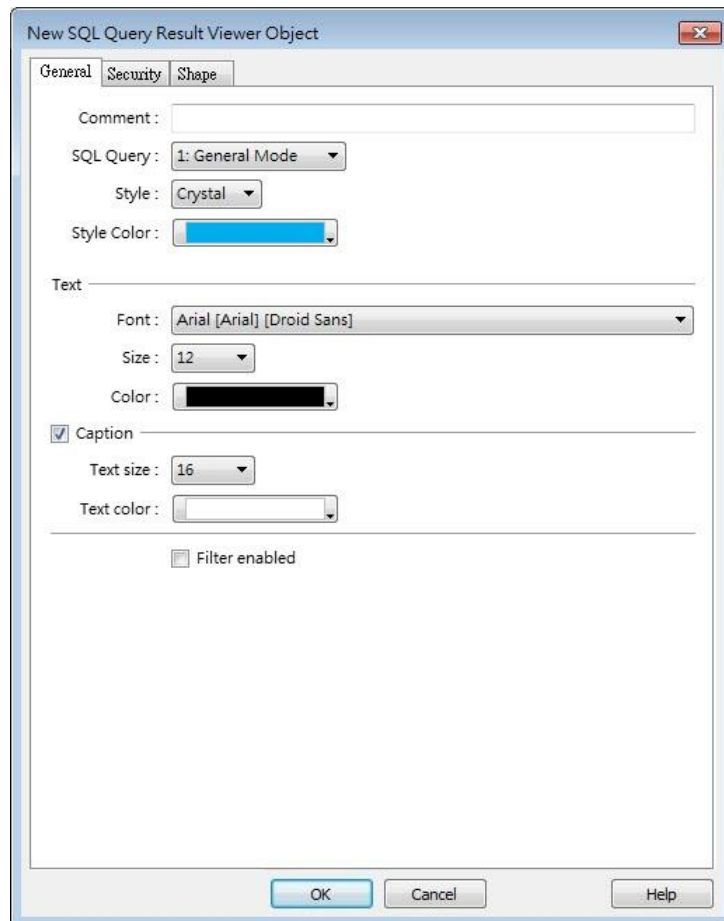 New SQL Query Result Viewer Object
General Security Shape
Comment :
SQL Query : 1: General Mode
Style : Crystal
Style Color :
Text
Font : Arial [Arial] [Droid Sans]
Size : 12
Color :
Caption
Text size : 16
Text color :
Filter enabled
OK Cancel Help